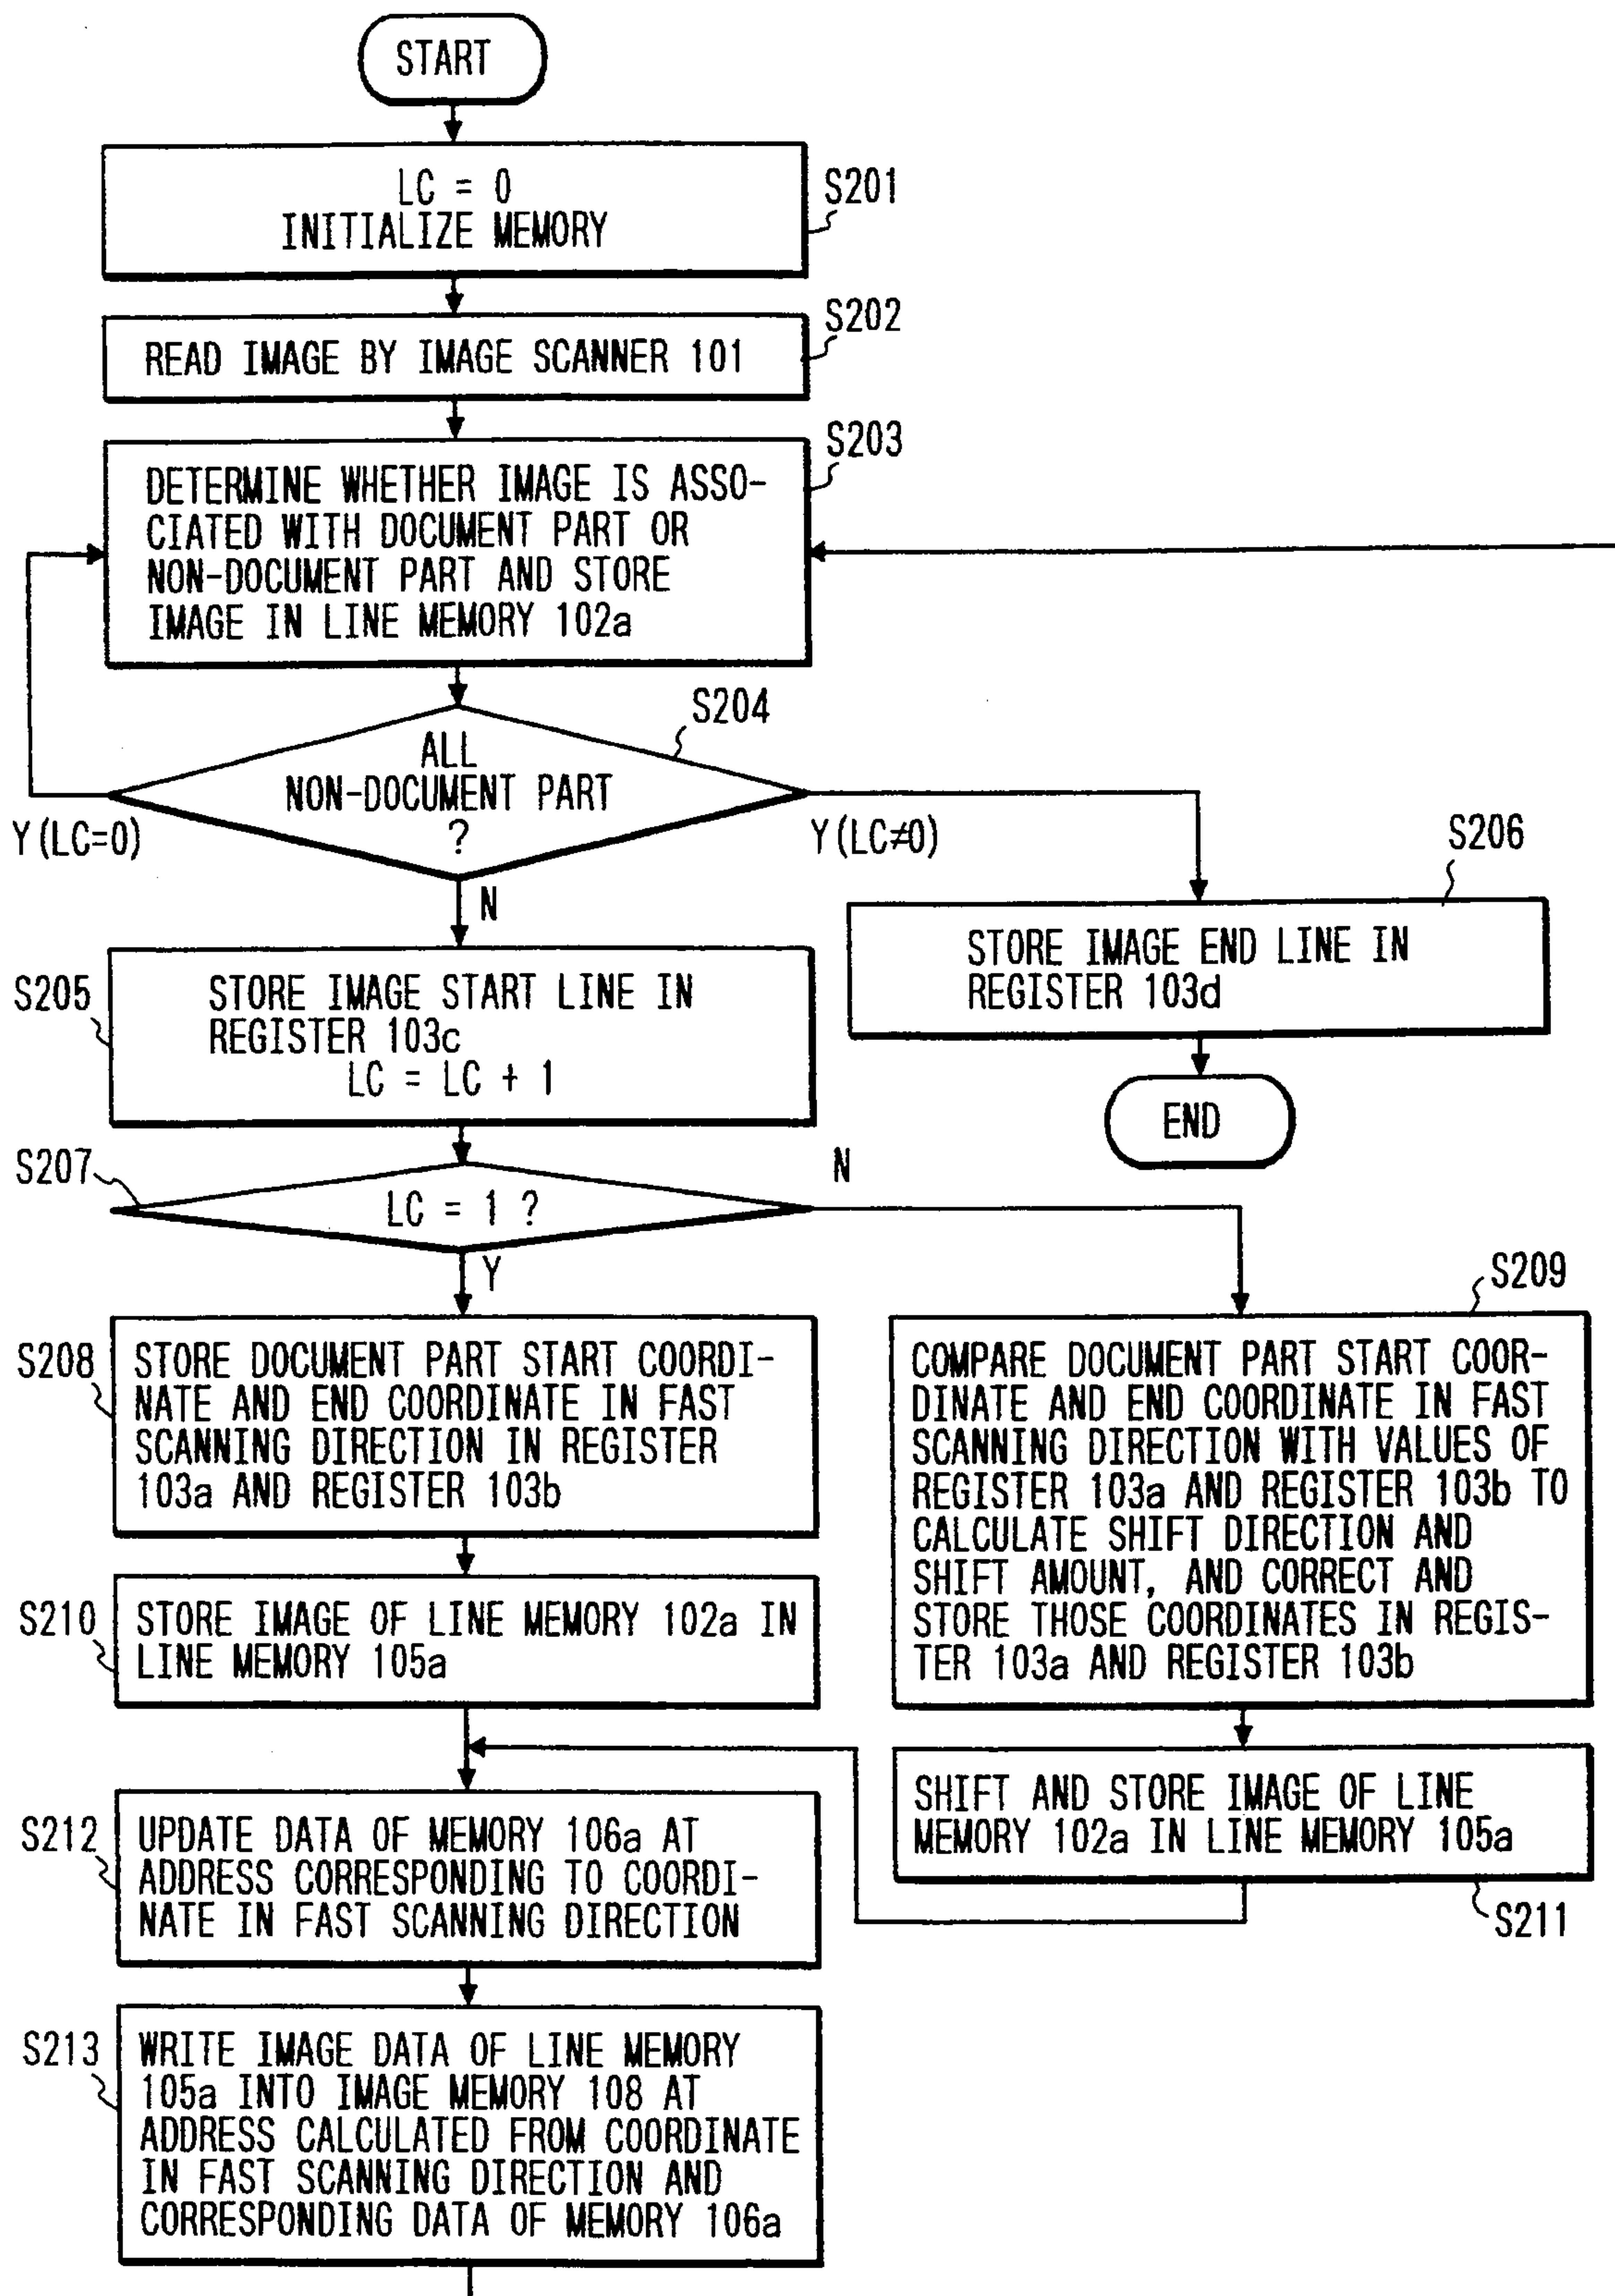 START
LC = 0
INITIALIZE MEMORY
S201
READ IMAGE BY IMAGE SCANNER 101
S202
DETERMINE WHETHER IMAGE IS ASSO-
CIATED WITH DOCUMENT PART OR
NON-DOCUMENT PART AND STORE
IMAGE IN LINE MEMORY 102a
S203
ALL
NON-DOCUMENT PART
?
S204
Y(LC=0)
Y(LC≠0)
N
S206
STORE IMAGE END LINE IN
REGISTER 103d
END
S205
STORE IMAGE START LINE IN
REGISTER 103c
LC = LC + 1
S207
LC = 1 ?
N
Y
S208
STORE DOCUMENT PART START COORDI-
NATE AND END COORDINATE IN FAST
SCANNING DIRECTION IN REGISTER
103a AND REGISTER 103b
S209
COMPARE DOCUMENT PART START COOR-
DINATE AND END COORDINATE IN FAST
SCANNING DIRECTION WITH VALUES OF
REGISTER 103a AND REGISTER 103b TO
CALCULATE SHIFT DIRECTION AND
SHIFT AMOUNT, AND CORRECT AND
STORE THOSE COORDINATES IN REGIS-
TER 103a AND REGISTER 103b
S210
STORE IMAGE OF LINE MEMORY 102a IN
LINE MEMORY 105a
SHIFT AND STORE IMAGE OF LINE
MEMORY 102a IN LINE MEMORY 105a
S211
S212
UPDATE DATA OF MEMORY 106a AT
ADDRESS CORRESPONDING TO COORDI-
NATE IN FAST SCANNING DIRECTION
S213
WRITE IMAGE DATA OF LINE MEMORY
105a INTO IMAGE MEMORY 108 AT
ADDRESS CALCULATED FROM COORDINATE
IN FAST SCANNING DIRECTION AND
CORRESPONDING DATA OF MEMORY 106a